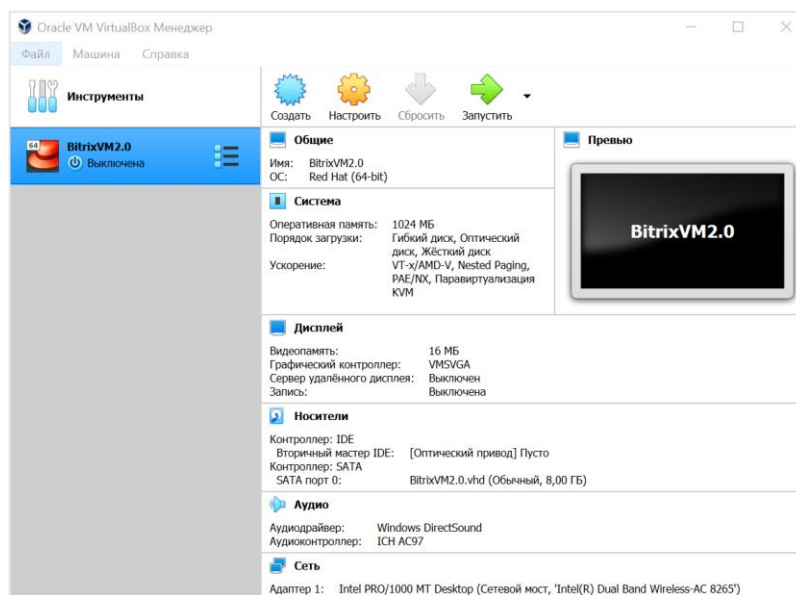 Oracle VM VirtualBox Менеджер
Файл Машина Справка
Инструменты
64
BitrixVM2.0
Выключена
Создать Настроить Сбросить Запустить
Общие
Имя: BitrixVM2.0
ОС: Red Hat (64-bit)
Превью
BitrixVM2.0
Система
Оперативная память: 1024 МБ
Порядок загрузки: Гибкий диск, Оптический
диск, Жёсткий диск
Ускорение: VT-x/AMD-V, Nested Paging,
PAE/NX, Паравиртуализация
KVM
Дисплей
Видеопамять: 16 МБ
Графический контроллер: VMSVGA
Сервер удалённого дисплея: Выключен
Запись: Выключена
Носители
Контроллер: IDE
Вторичный мастер IDE: [Оптический привод] Пусто
Контроллер: SATA
SATA порт 0: BitrixVM2.0.vhd (Обычный, 8,00 ГБ)
Аудио
Аудиодрайвер: Windows DirectSound
Аудиоконтроллер: ICH AC97
Сеть
Адаптер 1: Intel PRO/1000 MT Desktop (Сетевой мост, 'Intel(R) Dual Band Wireless-AC 8265')